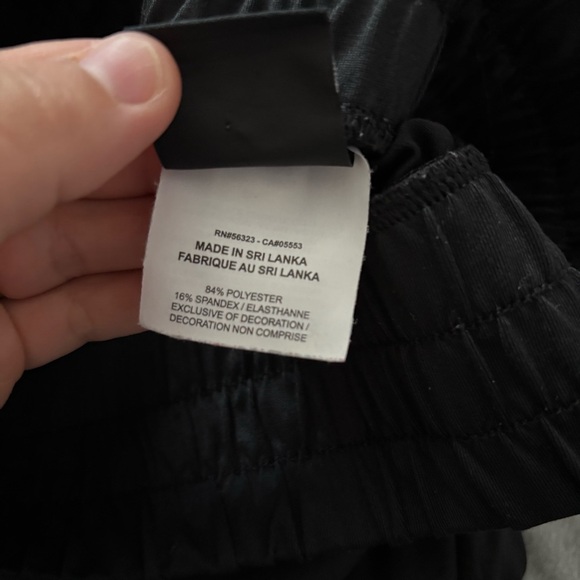 RN#56323 - CA#05553
MADE IN SRI LANKA
FABRIQUE AU SRI LANKA
84% POLYESTER
16% SPANDEX / ELASTHANNE
EXCLUSIVE OF DECORATION /
DECORATION NON COMPRISE